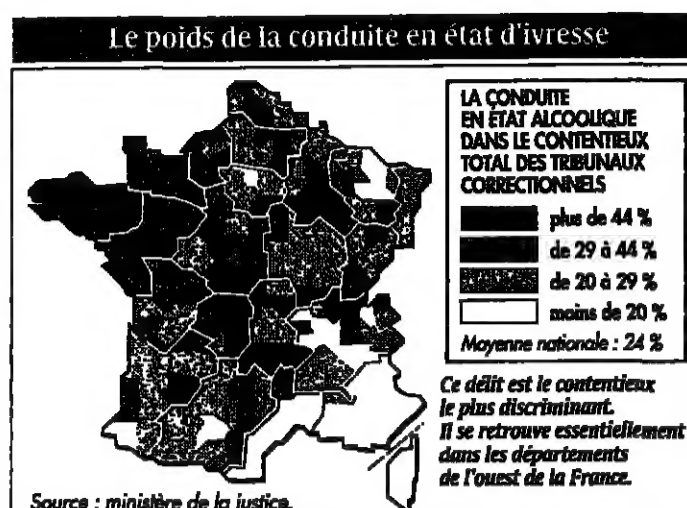 Le poids de la conduite en état d'ivresse
LA CONDUITE
EN ÉTAT ALCOOLIQUE
DANS LE CONTENTIEUX
TOTAL DES TRIBUNAUX
CORRECTIONNELS
plus de 44 %
de 29 à 44 %
de 20 à 29 %
moins de 20 %
Moyenne nationale : 24 %
Ce délit est le contentieux
le plus discriminant.
Il se retrouve essentiellement
dans les départements
de l'ouest de la France.
Source : ministère de la justice.